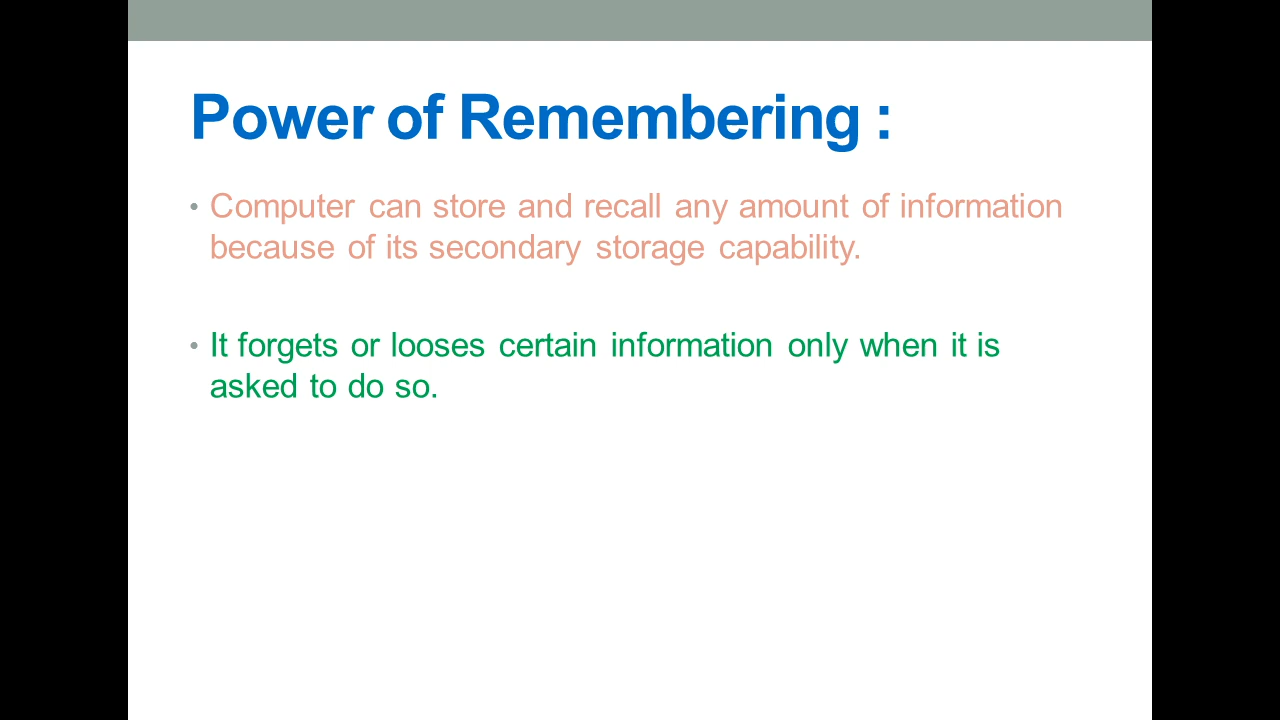 Power of Remembering :
• Computer can store and recall any amount of information
because of its secondary storage capability.
• It forgets or looses certain information only when it is
asked to do so.